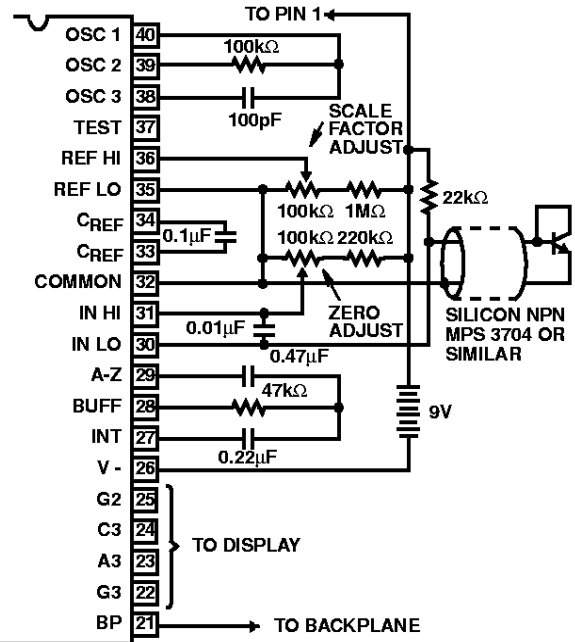 TO PIN 1
OSC 1 40
100kΩ
OSC 2 39
OSC 3 38
100pF
TEST 37
SCALE
FACTOR
ADJUST
REF HI 36
REF LO 35
100kΩ 1MΩ
22kΩ
CREF 34
0.1µF
100kΩ 220kΩ
CREF 33
COMMON 32
IN HI 31
0.01µF
ZERO
ADJUST
SILICON NPN
MPS 3704 OR
SIMILAR
IN LO 30
0.47µF
A-Z 29
47kΩ
BUFF 28
9V
INT 27
0.22µF
V - 26
G2 25
C3 24
TO DISPLAY
A3 23
G3 22
BP 21
TO BACKPLANE